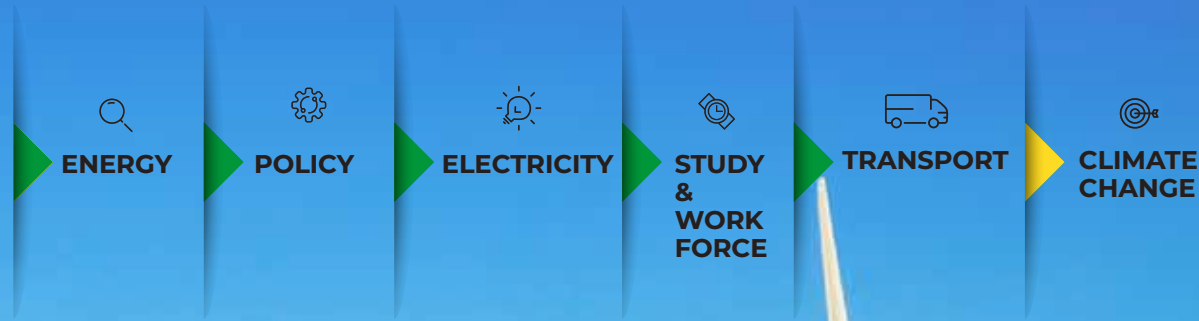 ENERGY
POLICY
ELECTRICITY
STUDY
&
WORK
FORCE
TRANSPORT
CLIMATE
CHANGE